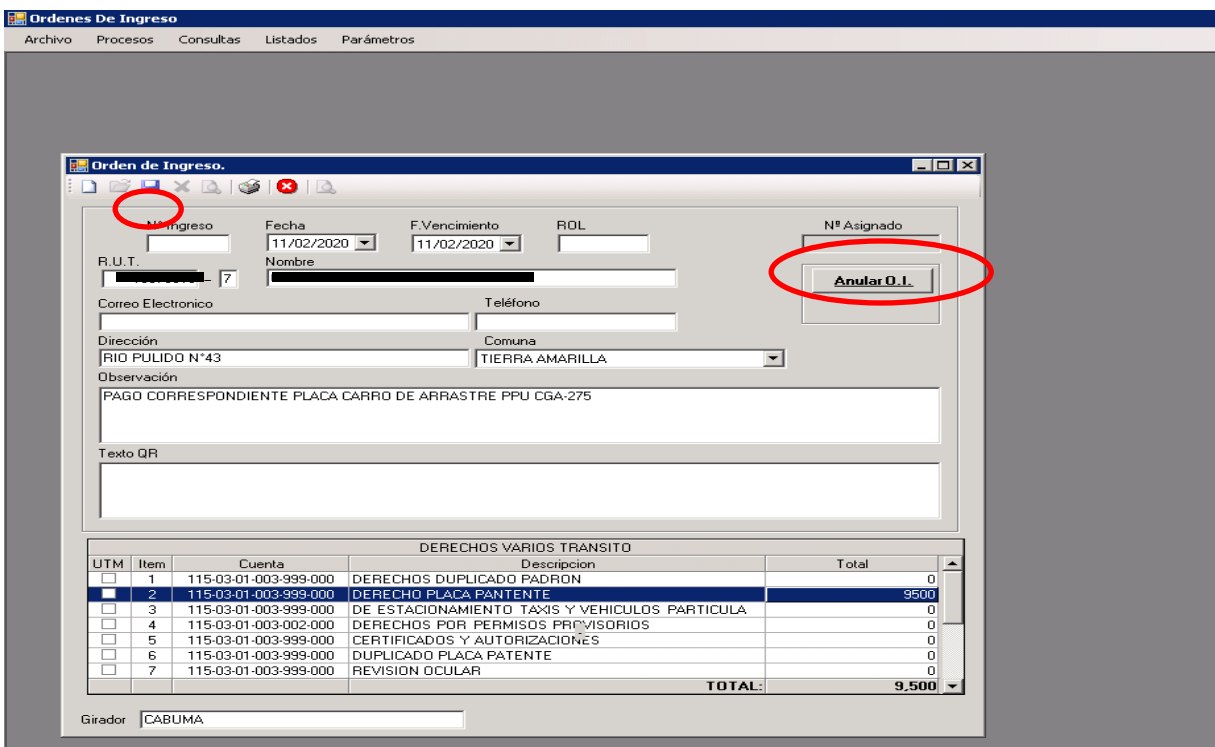 Ordenes De Ingreso
Archivo Procesos Consultas Listados Parámetros
Orden de Ingreso.
Nº Ingreso Fecha F.Vencimiento ROL Nº Asignado
11/02/2020 11/02/2020
R.U.T. Nombre
- 7
Anular O.I.
Correo Electronico Teléfono
Dirección Comuna
RIO PULIDO N°43 TIERRA AMARILLA
Observación
PAGO CORRESPONDIENTE PLACA CARRO DE ARRASTRE PPU CGA-275
Texto QR
DERECHOS VARIOS TRANSITO
UTM Item Cuenta Descripcion Total
1 115-03-01-003-999-000 DERECHOS DUPLICADO PADRON 0
2 115-03-01-003-999-000 DERECHO PLACA PANTENTE 9500
3 115-03-01-003-999-000 DE ESTACIONAMIENTO TAXIS Y VEHICULOS PARTICULA 0
4 115-03-01-003-002-000 DERECHOS POR PERMISOS PROVISORIOS 0
5 115-03-01-003-999-000 CERTIFICADOS Y AUTORIZACIONES 0
6 115-03-01-003-999-000 DUPLICADO PLACA PATENTE 0
7 115-03-01-003-999-000 REVISION OCULAR 0
TOTAL: 9,500
Girador CABUMA